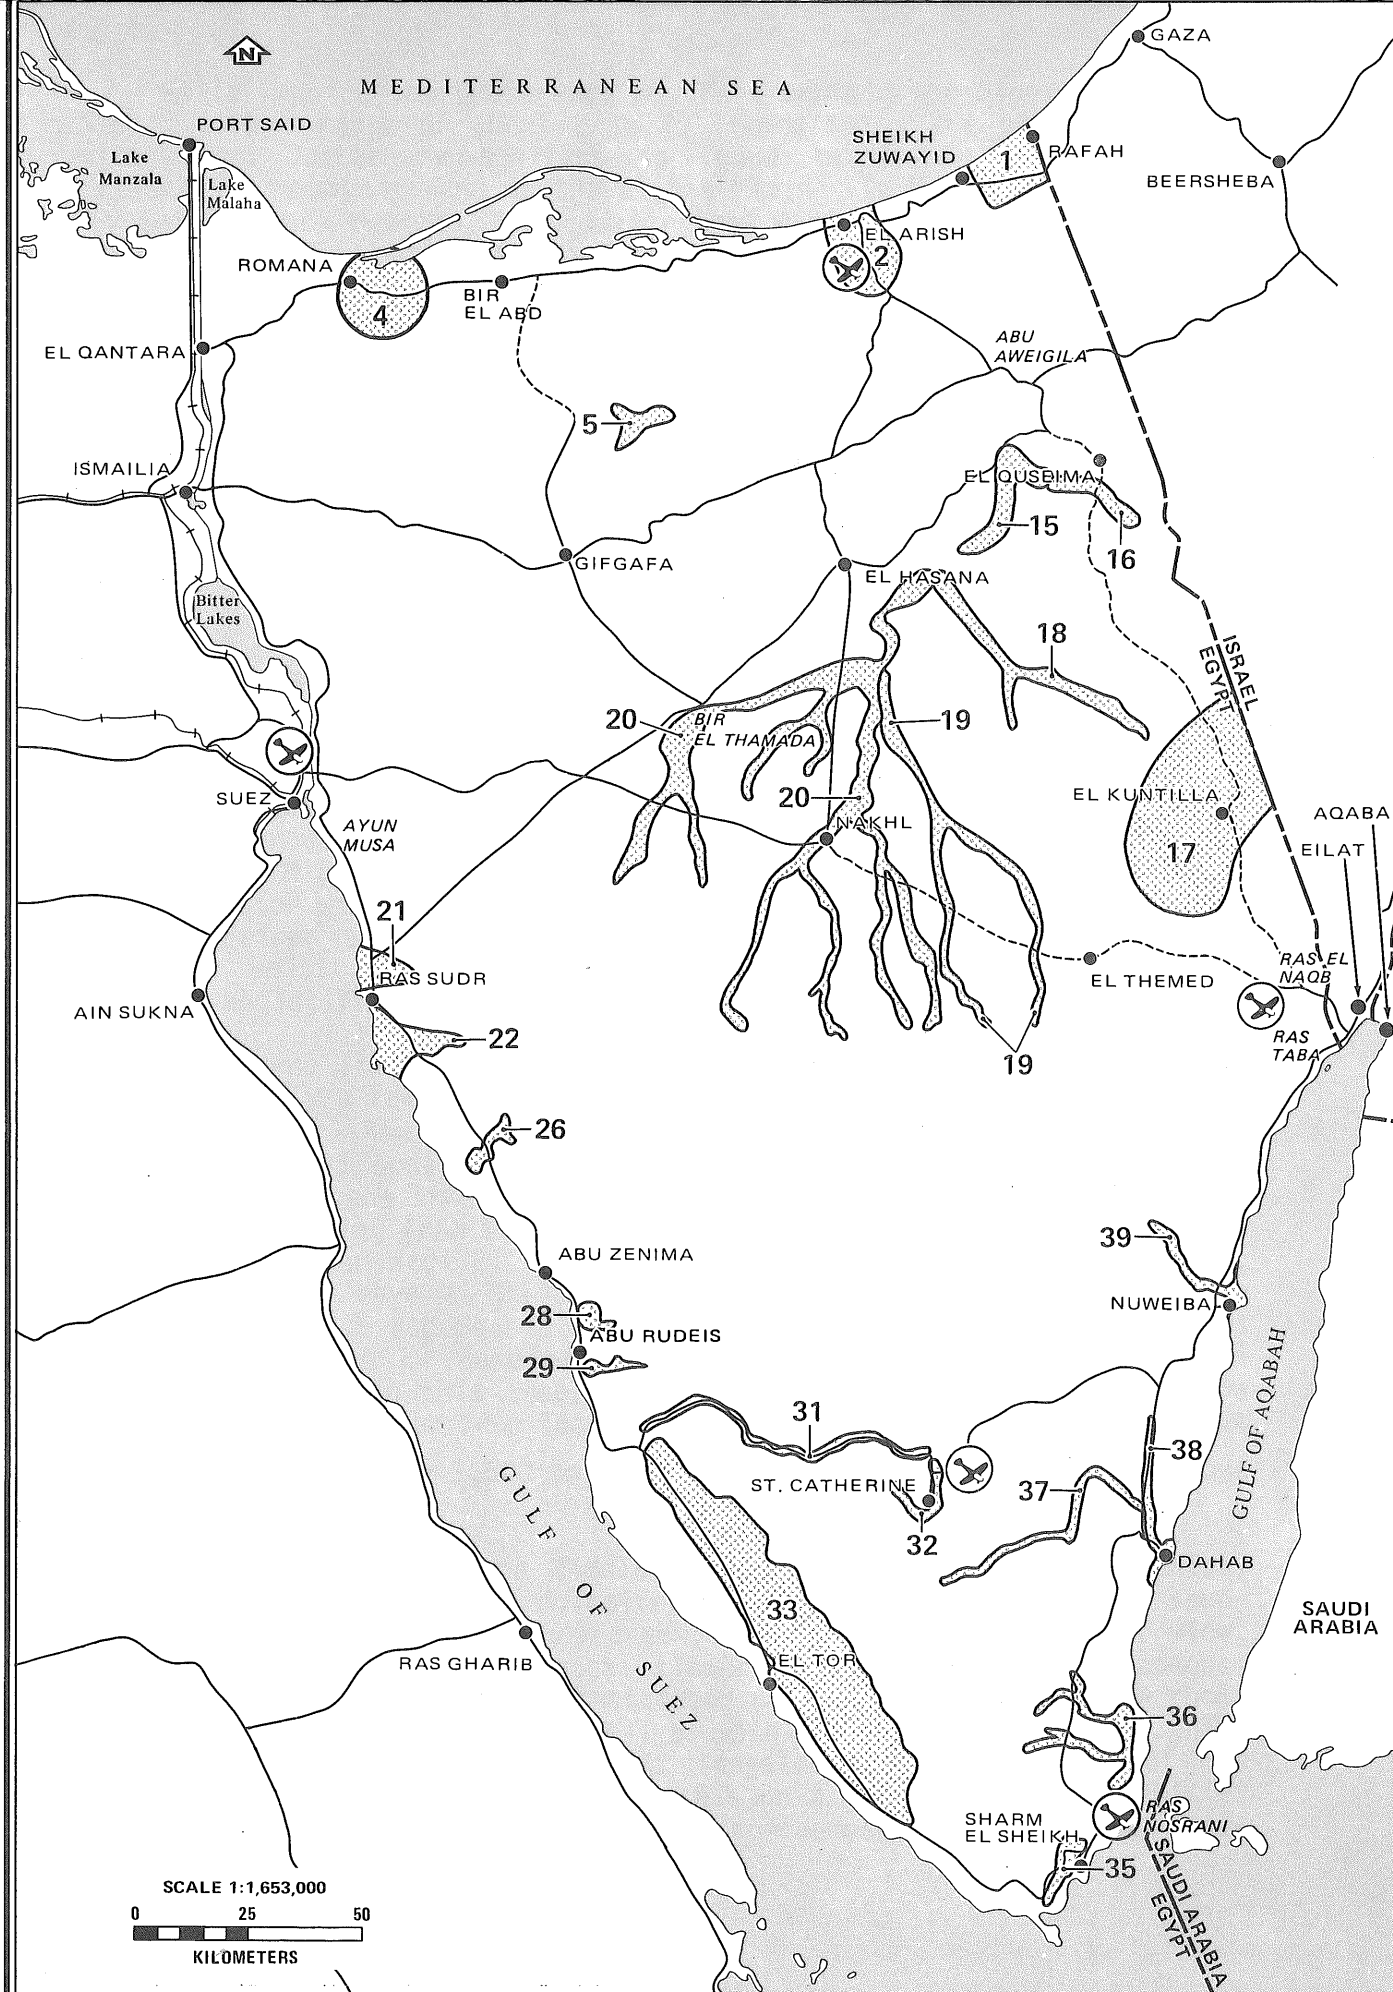 N
GAZA
MEDITERRANEAN SEA
PORT SAID
Lake
Manzala
Lake
Malaha
SHEIKH
ZUWAYID
1
RAFAH
BEERSHEBA
EL ARISH
2
ROMANA
4
BIR
EL ABD
EL QANTARA
ABU
AWEIGILA
5
ISMAILIA
EL QUSEIMA
15
16
GIFGAFA
EL HASANA
Bitter
Lakes
18
ISRAEL
EGYPT
20
BIR
EL THAMADA
19
20
NAKHL
EL KUNTILLA
17
AQABA
EILAT
SUEZ
AYUN
MUSA
21
RAS SUDR
22
AIN SUKNA
EL THEMED
RAS EL
NAQB
RAS
TABA
19
26
39
NUWEIBA
ABU ZENIMA
28
ABU RUDEIS
29
GULF OF AQABAH
31
ST. CATHERINE
32
38
37
DAHAB
GULF OF SUEZ
33
SAUDI
ARABIA
RAS GHARIB
EL TOR
36
RAS
NOSRANI
SHARM
EL SHEIKH
35
SAUDI ARABIA
EGYPT
SCALE 1:1,653,000
0 25 50
KILOMETERS